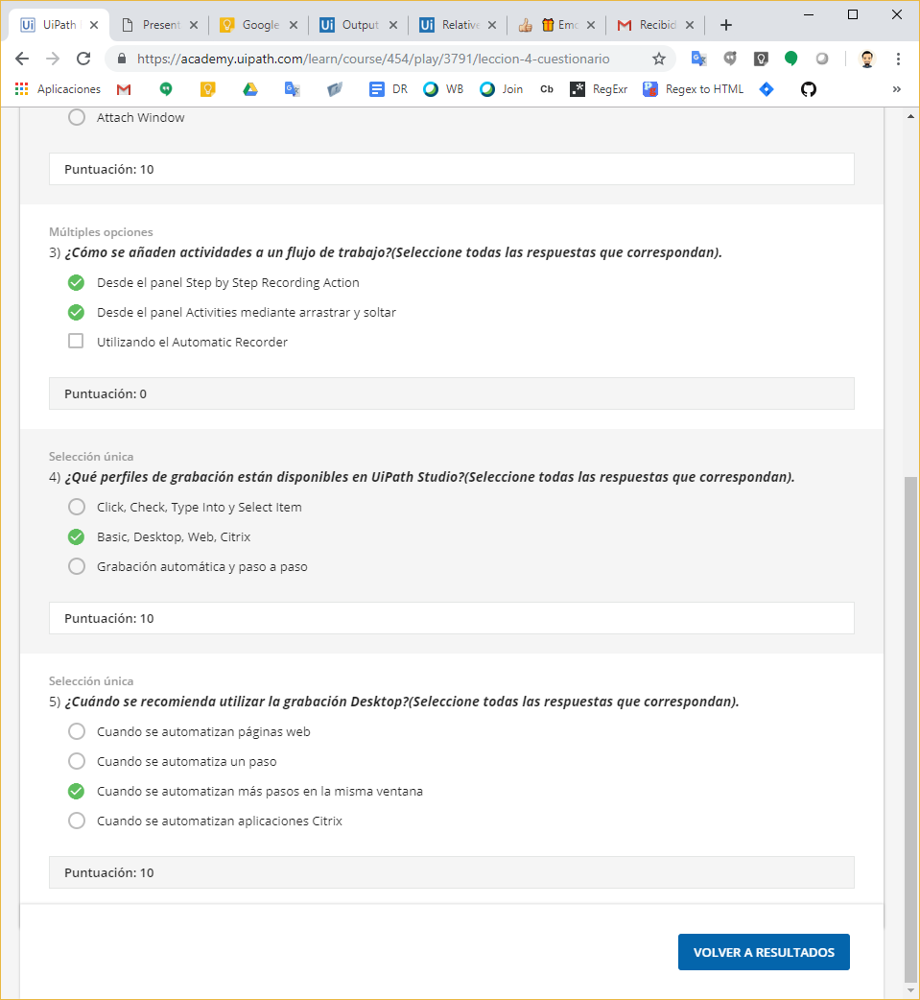 UiPath
Present
Google
Output
Relative
Emo
Recibid
https://academy.uipath.com/learn/course/454/play/3791/leccion-4-cuestionario
Aplicaciones DR WB Join Cb RegExr Regex to HTML »
Attach Window
Puntuación: 10
Múltiples opciones
3) ¿Cómo se añaden actividades a un flujo de trabajo?(Seleccione todas las respuestas que correspondan).
Desde el panel Step by Step Recording Action
Desde el panel Activities mediante arrastrar y soltar
Utilizando el Automatic Recorder
Puntuación: 0
Selección única
4) ¿Qué perfiles de grabación están disponibles en UiPath Studio?(Seleccione todas las respuestas que correspondan).
Click, Check, Type Into y Select Item
Basic, Desktop, Web, Citrix
Grabación automática y paso a paso
Puntuación: 10
Selección única
5) ¿Cuándo se recomienda utilizar la grabación Desktop?(Seleccione todas las respuestas que correspondan).
Cuando se automatizan páginas web
Cuando se automatiza un paso
Cuando se automatizan más pasos en la misma ventana
Cuando se automatizan aplicaciones Citrix
Puntuación: 10
VOLVER A RESULTADOS